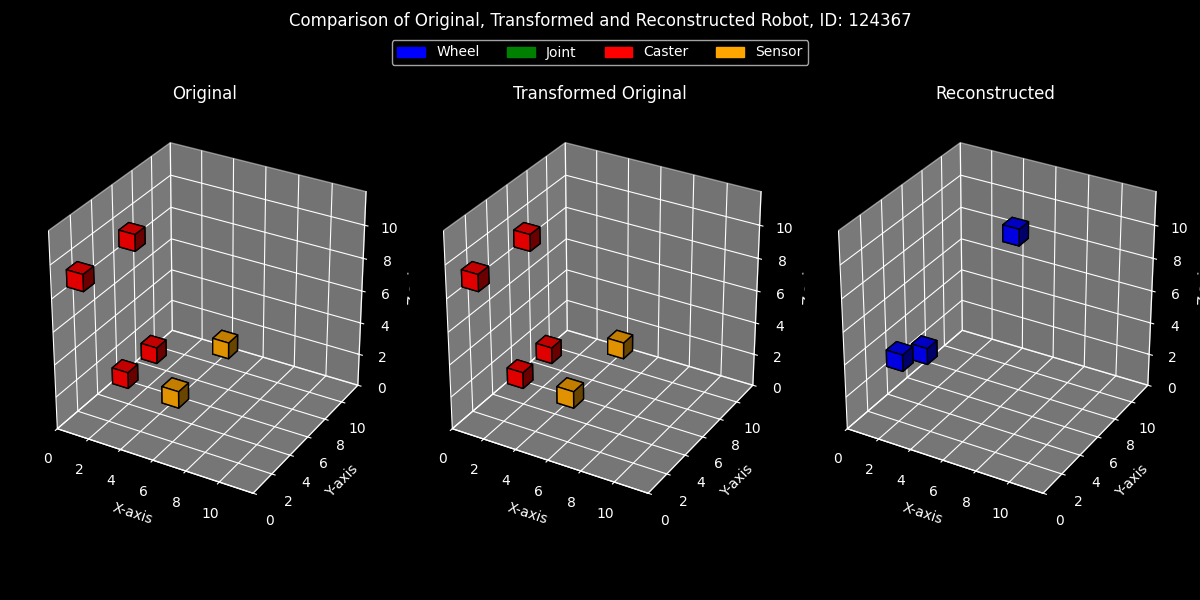 Comparison of Original, Transformed and Reconstructed Robot, ID: 124367
Wheel Joint Caster Sensor
Original Transformed Original Reconstructed
10 10 10
8 8 8
6 6 6
4 4 4
2 2 2
0 0 0
10 10 10
8 8 8
6 6 6
4 4 4
2 2 2
0 0 0
0 2 4 6 8 10 0 2 4 6 8 10 0 2 4 6 8 10
X-axis Y-axis X-axis Y-axis X-axis Y-axis